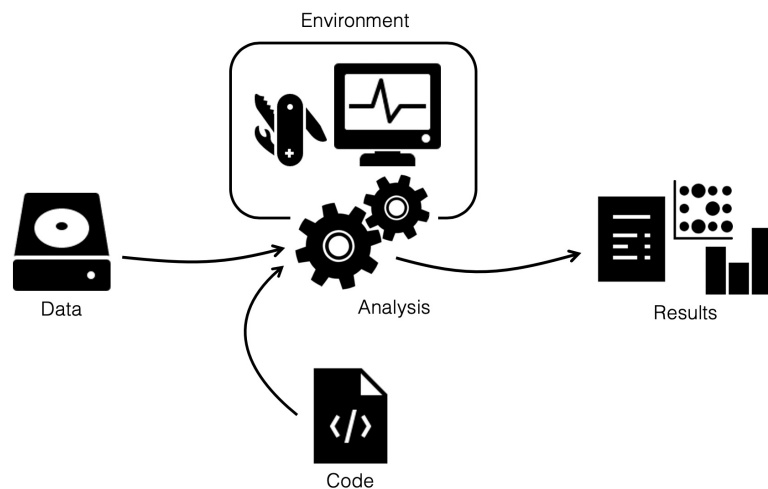 Environment
Data
Analysis
Results
</>
Code